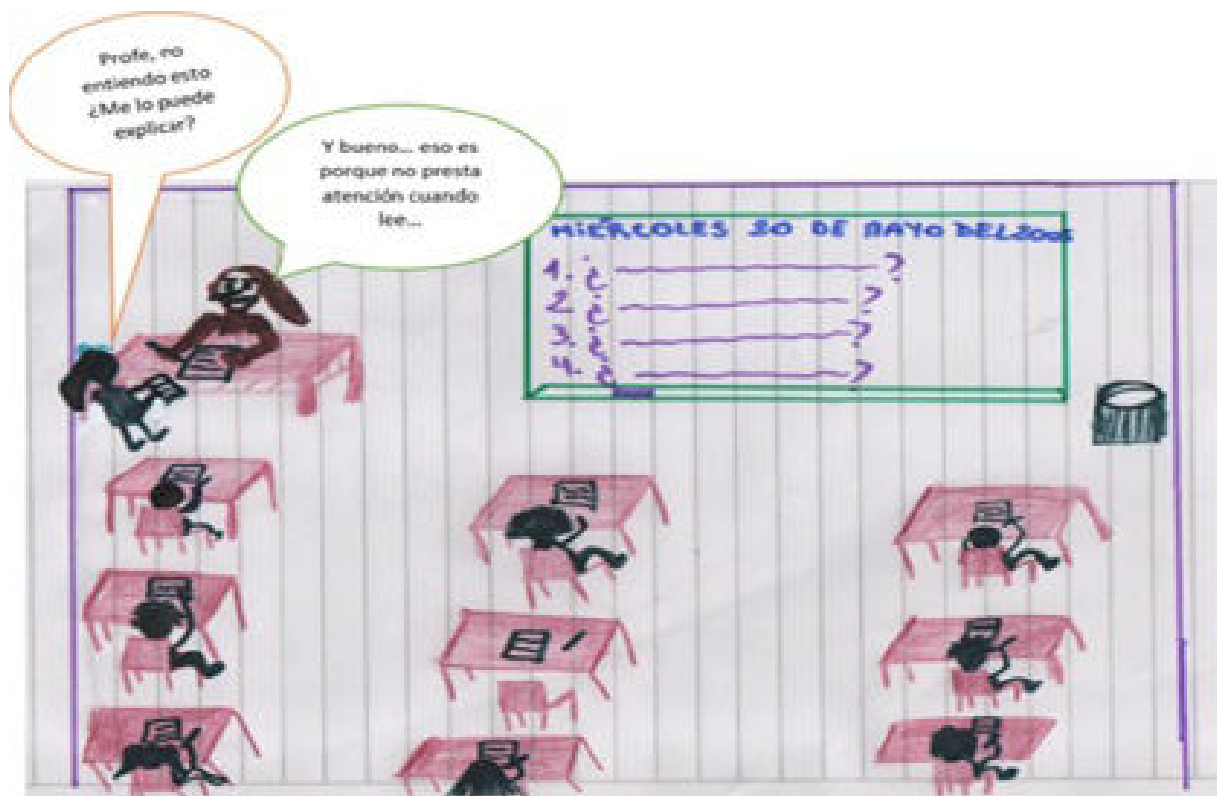 Profe, no
entiendo esto
¿Me lo puede
explicar?
Y bueno... eso es
porque no presta
atención cuando
lee...
MIÉRCOLES 30 DE MAYO DEL
1. ¿ ?
2. ¿ ?
3. ¿ ?
4. ¿ ?